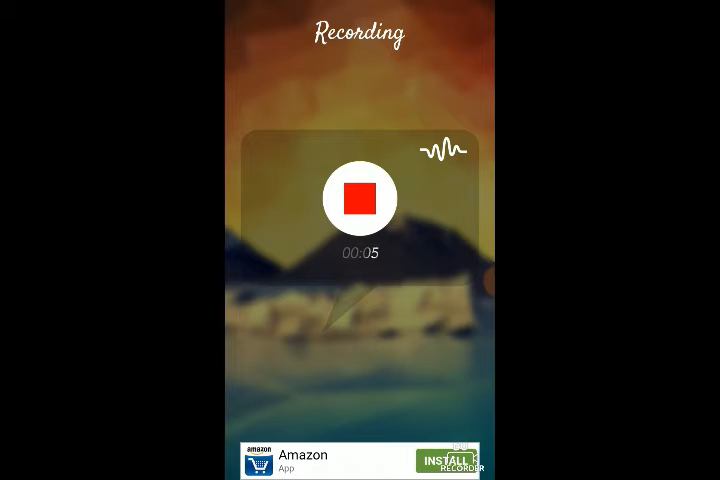 Recording
00:05
amazon
Amazon
App
INSTALL
RECORDER